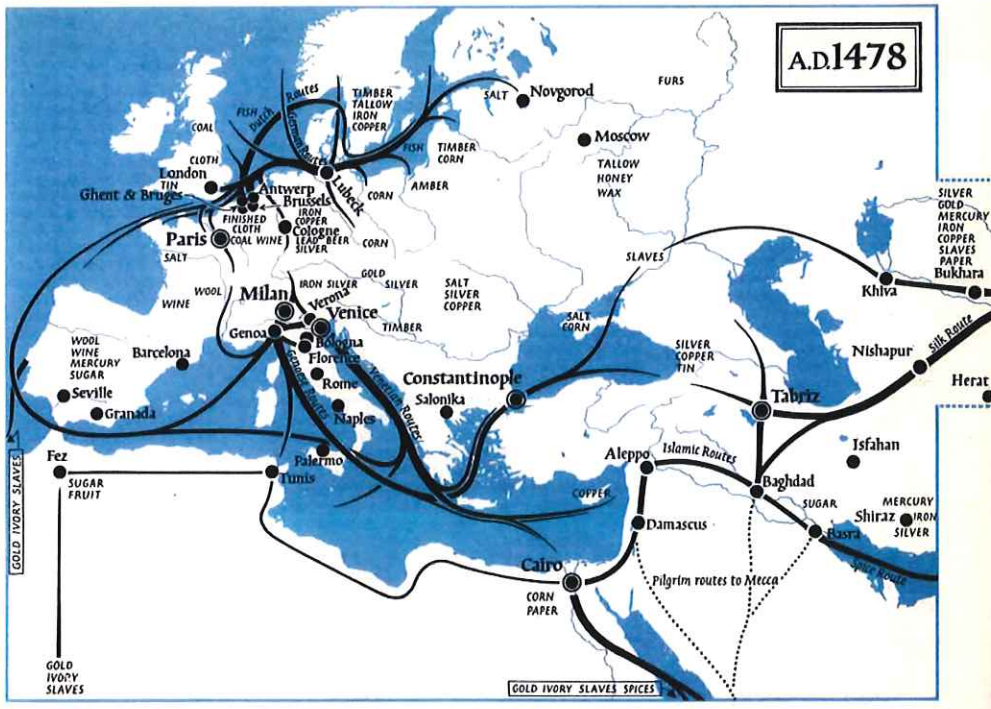 A.D.1478
FURS
Novgorod
SALT
Moscow
TALLOW
HONEY
WAX
TIMBER
TALLOW
IRON
COPPER
Dutch Routes
German Routes
FISH
COAL
FISH
TIMBER
CORN
AMBER
CLOTH
London
TIN
Ghent & Bruges
Antwerp
Brussels
Lubeck
CORN
CORN
IRON
COPPER
FINISHED
CLOTH
Cologne
LEAD BEER
SILVER
Paris
COAL WINE
SALT
WINE
WOOL
IRON SILVER
GOLD
SILVER
SALT
SILVER
COPPER
SLAVES
SALT
CORN
SILVER
GOLD
MERCURY
IRON
COPPER
SLAVES
PAPER
Bukhara
Khiva
Milan
Verona
Venice
TIMBER
Genoa
Bologna
Florence
Rome
Naples
Genoese Routes
Venetian Routes
WOOL
WINE
MERCURY
SUGAR
Barcelona
Seville
Granada
Constantinople
Salonika
SILVER
COPPER
TIN
Tabriz
Nishapur
Silk Route
Herat
GOLD IVORY SLAVES
Fez
SUGAR
FRUIT
Tunis
Palermo
Aleppo
Islamic Routes
Isfahan
Baghdad
COPPER
Damascus
SUGAR
Basra
MERCURY
Shiraz
IRON
SILVER
Spice Route
Cairo
CORN
PAPER
Pilgrim routes to Mecca
GOLD
IVORY
SLAVES
GOLD IVORY SLAVES SPICES